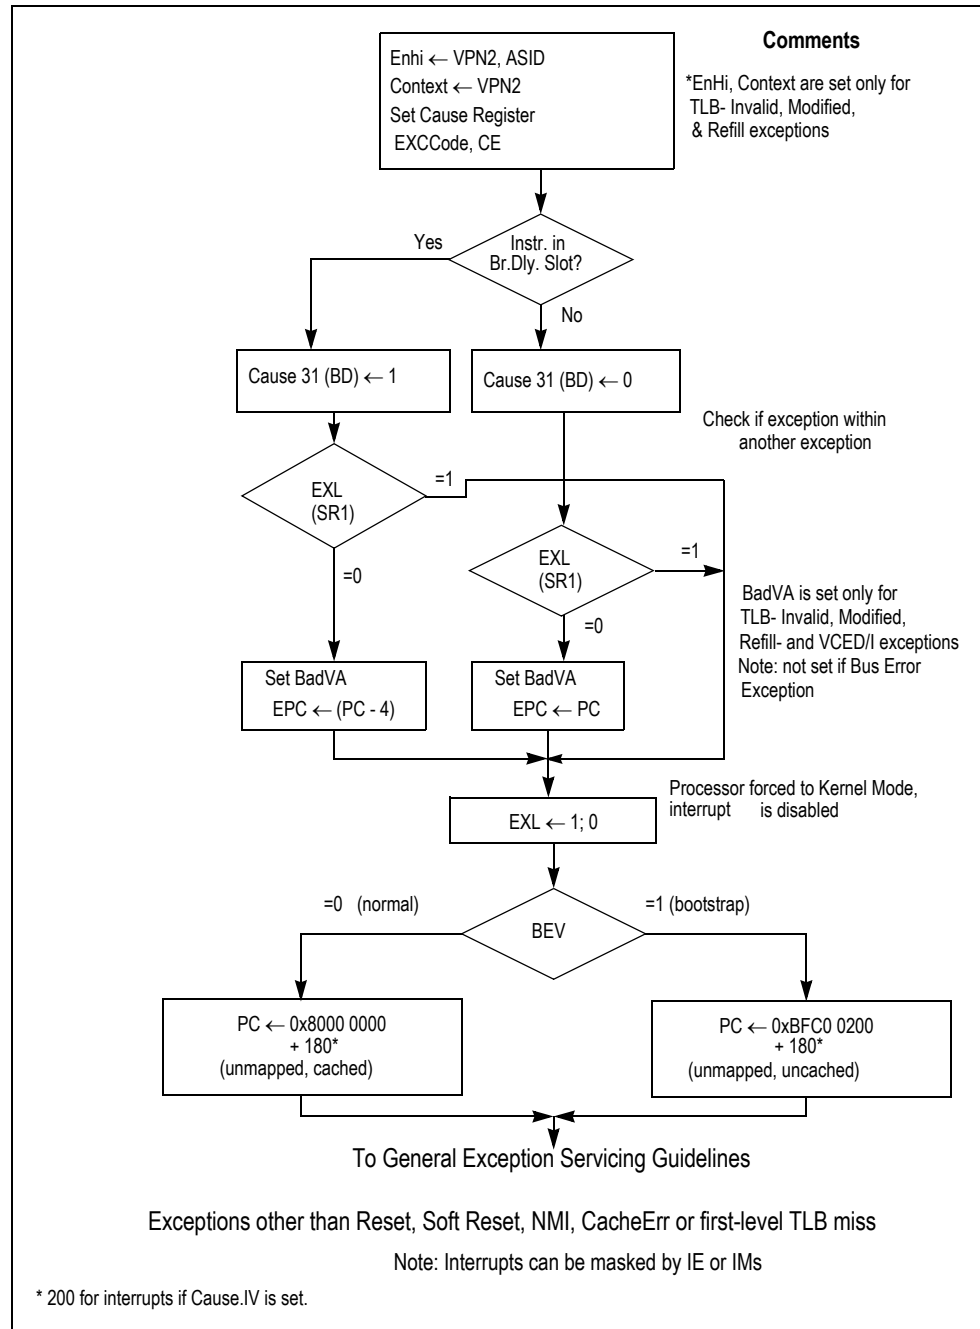 Comments
Enhi ← VPN2, ASID
Context ← VPN2
Set Cause Register
EXCCode, CE
*EnHi, Context are set only for
TLB- Invalid, Modified,
& Refill exceptions
Yes
Instr. in
Br.Dly. Slot?
No
Cause 31 (BD) ← 1
Cause 31 (BD) ← 0
Check if exception within
another exception
EXL
(SR1)
=1
=0
EXL
(SR1)
=1
=0
BadVA is set only for
TLB- Invalid, Modified,
Refill- and VCED/I exceptions
Note: not set if Bus Error
Exception
Set BadVA
EPC ← (PC - 4)
Set BadVA
EPC ← PC
Processor forced to Kernel Mode,
interrupt is disabled
EXL ← 1; 0
=0 (normal)
BEV
=1 (bootstrap)
PC ← 0x8000 0000
+ 180*
(unmapped, cached)
PC ← 0xBFC0 0200
+ 180*
(unmapped, uncached)
To General Exception Servicing Guidelines
Exceptions other than Reset, Soft Reset, NMI, CacheErr or first-level TLB miss
Note: Interrupts can be masked by IE or IMs
* 200 for interrupts if Cause.IV is set.